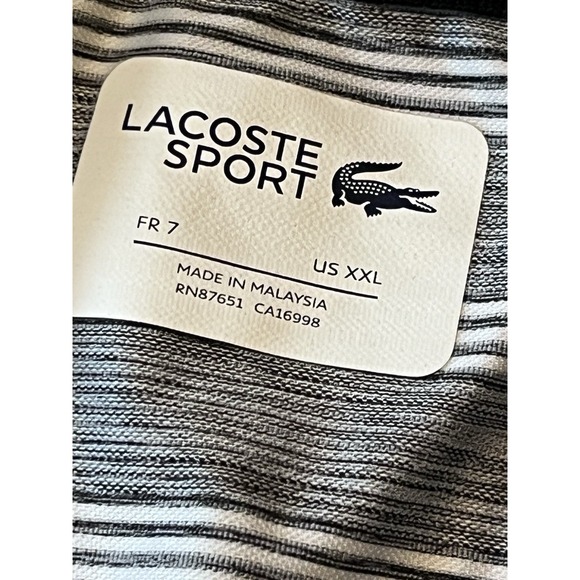 LACOSTE
SPORT
FR 7 US XXL
MADE IN MALAYSIA
RN87651 CA16998